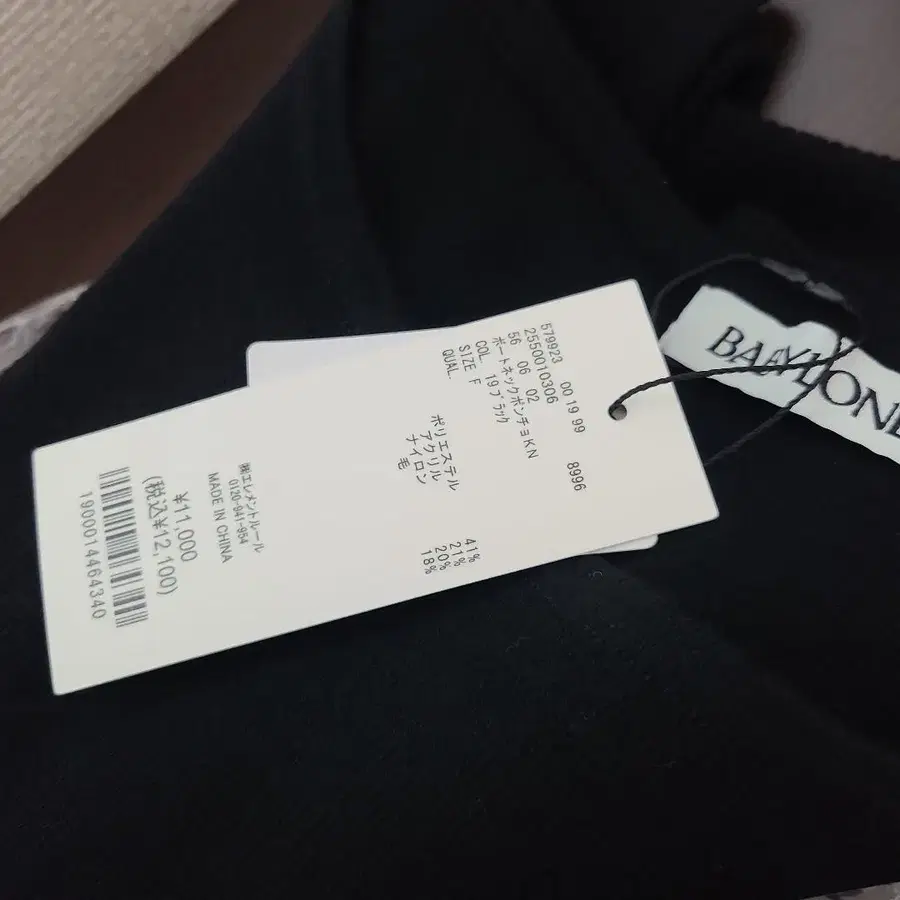 579923 00 19 99 8996
2550010306
56 06 02
ボートネックポンチョKN
COL. 19ブラック
SIZE F
QUAL.
ポリエステル 41%
アクリル 21%
ナイロン 20%
毛 18%
㈱エレメントルール
0120-941-954
MADE IN CHINA
¥11,000
(税込¥12,100)
1900014464340
BABYLONE